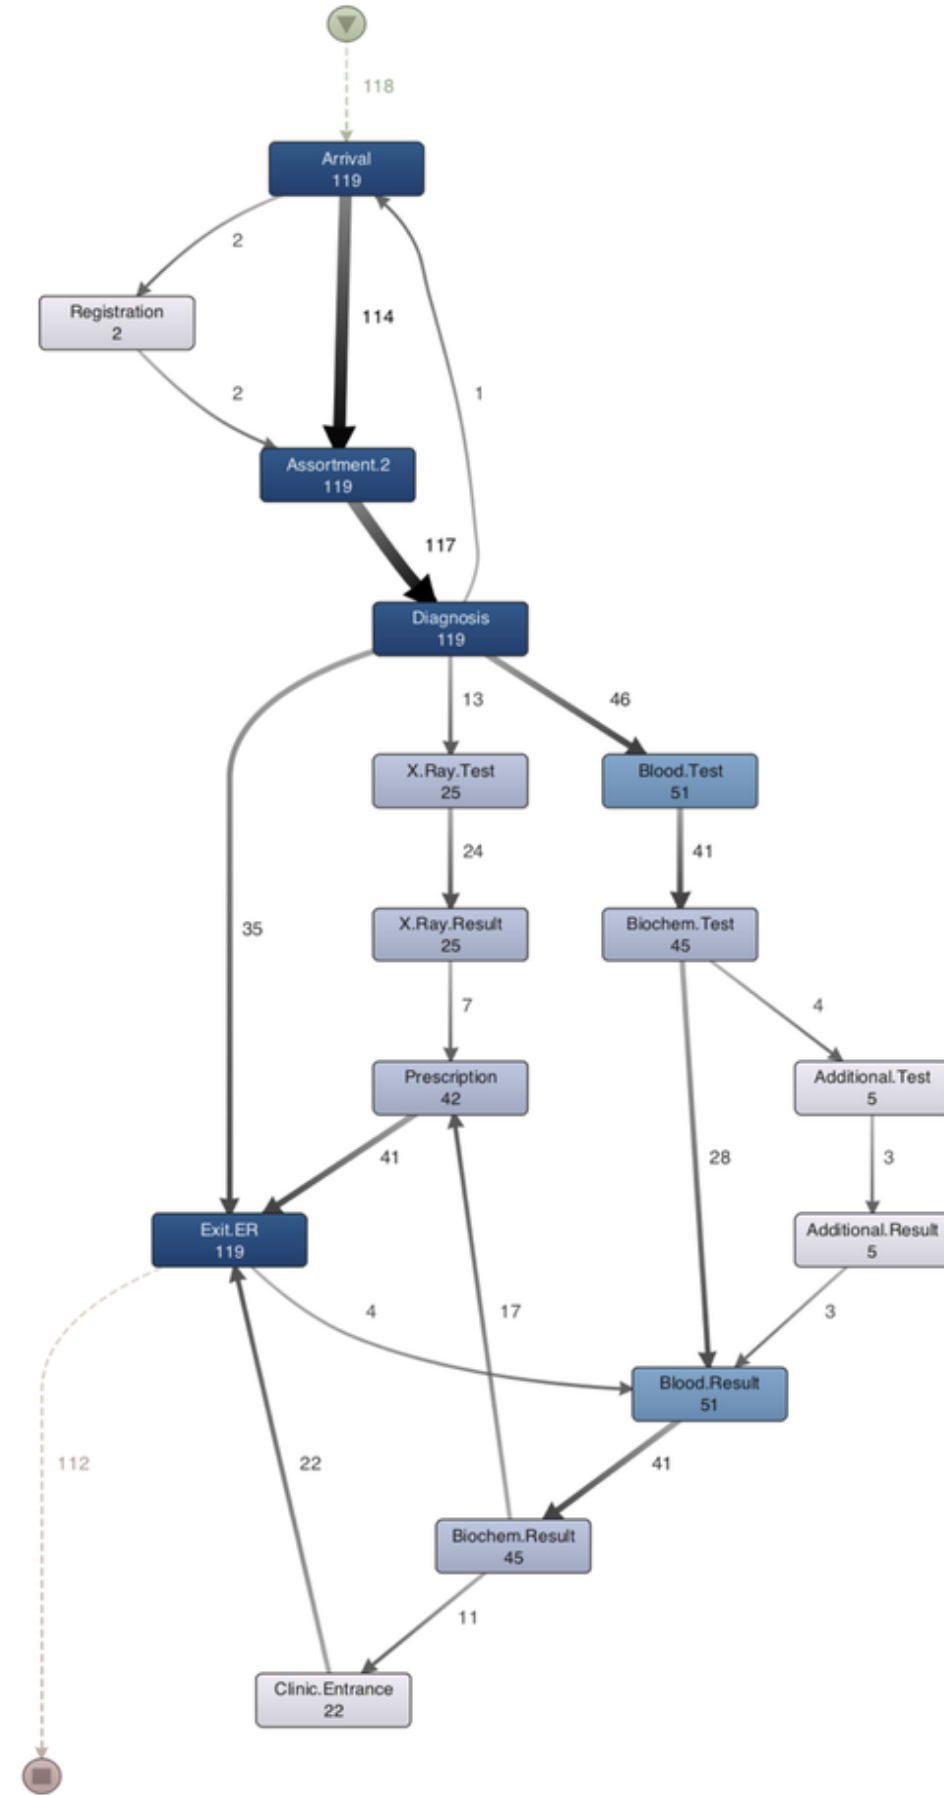 118
Arrival
119
2
Registration
2
114
1
2
Assortment.2
119
117
Diagnosis
119
13
46
X.Ray.Test
25
Blood.Test
51
24
41
35
X.Ray.Result
25
Biochem.Test
45
7
4
Prescription
42
Additional.Test
5
41
28
3
Exit.ER
119
Additional.Result
5
4
17
3
Blood.Result
51
112
22
41
Biochem.Result
45
11
Clinic.Entrance
22